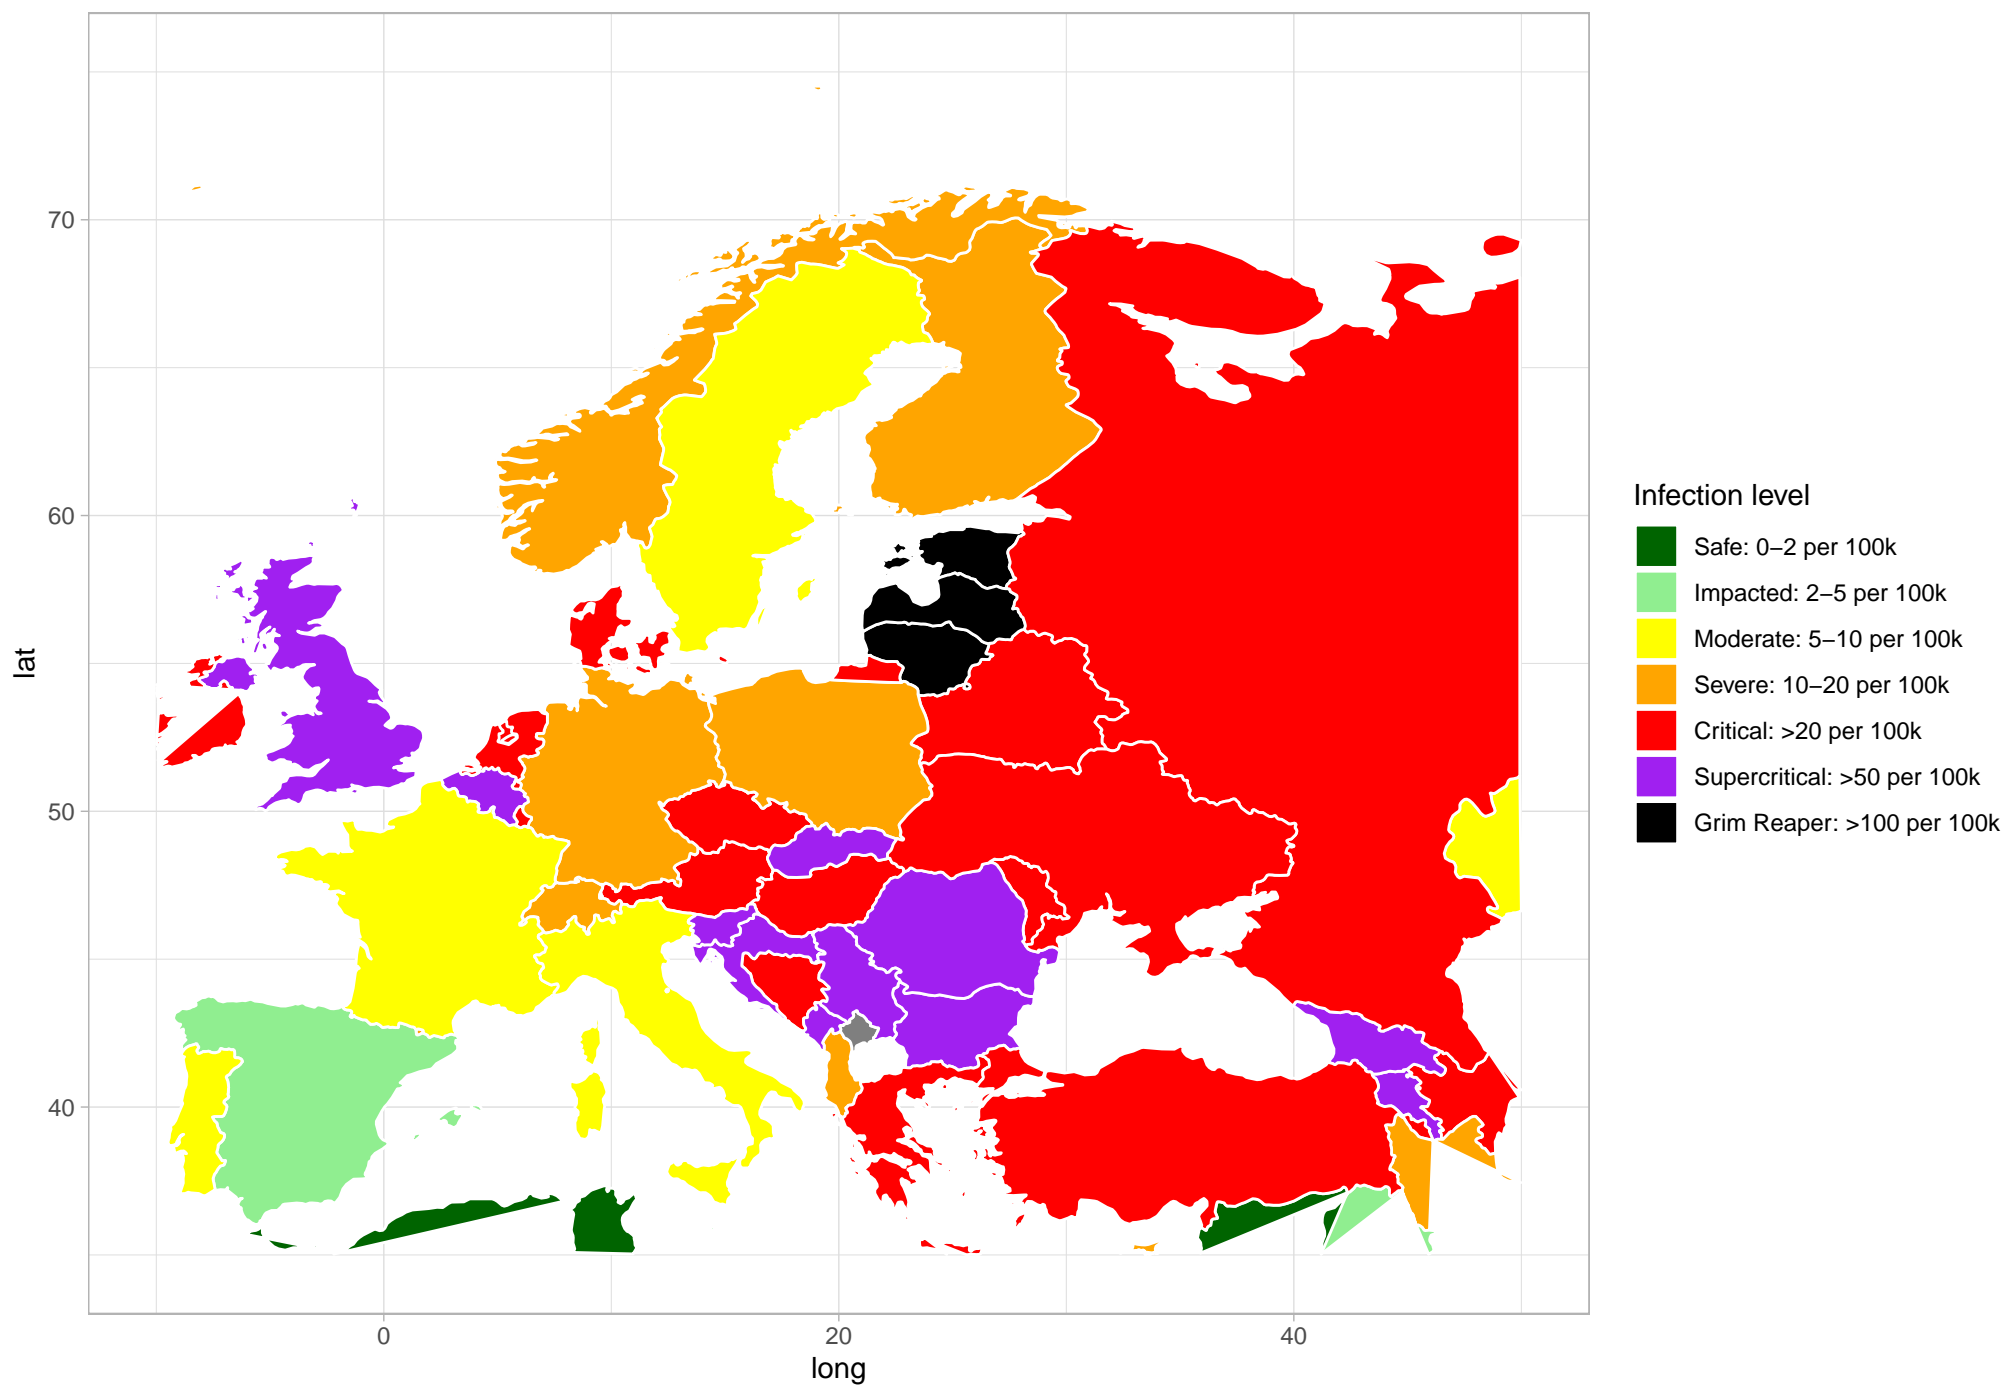 70
60
50
40
lat
0
20
40
long
Infection level
Safe: 0–2 per 100k
Impacted: 2–5 per 100k
Moderate: 5–10 per 100k
Severe: 10–20 per 100k
Critical: >20 per 100k
Supercritical: >50 per 100k
Grim Reaper: >100 per 100k